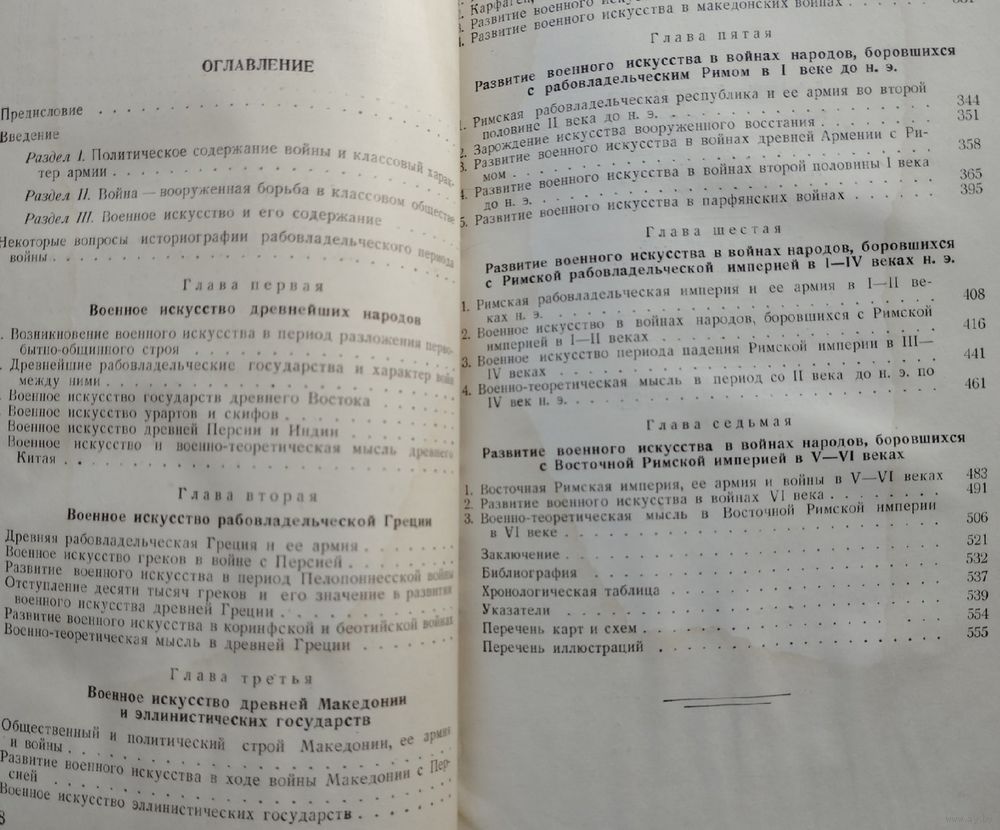 ОГЛАВЛЕНИЕ
Предисловие
Введение
Раздел I. Политическое содержание войны и классовый харак-
тер армии
Раздел II. Война — вооруженная борьба в классовом обществе
Раздел III. Военное искусство и его содержание
Некоторые вопросы историографии рабовладельческого периода
войны
Глава первая
Военное искусство древнейших народов
Возникновение военного искусства в период разложения перво-
бытно-общинного строя
Древнейшие рабовладельческие государства и характер войн
между ними
Военное искусство государств древнего Востока
Военное искусство урартов и скифов
Военное искусство древней Персии и Индии
Военное искусство и военно-теоретическая мысль древнего
Китая
Глава вторая
Военное искусство рабовладельческой Греции
Древняя рабовладельческая Греция и ее армия
Военное искусство греков в войне с Персией
Развитие военного искусства в период Пелопоннесской войны
Отступление десяти тысяч греков и его значение в развитии
военного искусства древней Греции
Развитие военного искусства в коринфской и беотийской войнах
Военно-теоретическая мысль в древней Греции
Глава третья
Военное искусство древней Македонии
и эллинистических государств
Общественный и политический строй Македонии, ее армия
и войны
Развитие военного искусства в ходе войны Македонии с Пер-
сией
Военное искусство эллинистических государств
8
Карфаген,
3. Развитие военного искусства
4. Развитие военного искусства в македонских войнах
Глава пятая
Развитие военного искусства в войнах народов, боровшихся
с рабовладельческим Римом в I веке до н. э.
1. Римская рабовладельческая республика и ее армия во второй
половине II века до н. э. 344
2. Зарождение искусства вооруженного восстания 351
3. Развитие военного искусства в войнах древней Армении с Ри-
мом 358
4. Развитие военного искусства в войнах второй половины I века
до н. э. 365
5. Развитие военного искусства в парфянских войнах 395
Глава шестая
Развитие военного искусства в войнах народов, боровшихся
с Римской рабовладельческой империей в I—IV веках н. э.
1. Римская рабовладельческая империя и ее армия в I—II ве-
ках н. э. 408
2. Военное искусство в войнах народов, боровшихся с Римской
империей в I—II веках 416
3. Военное искусство периода падения Римской империи в III—
IV веках 441
4. Военно-теоретическая мысль в период со II века до н. э. по
IV век н. э. 461
Глава седьмая
Развитие военного искусства в войнах народов, боровшихся
с Восточной Римской империей в V—VI веках
1. Восточная Римская империя, ее армия и войны в V—VI веках 483
2. Развитие военного искусства в войнах VI века 491
3. Военно-теоретическая мысль в Восточной Римской империи
в VI веке 506
Заключение 521
Библиография 532
Хронологическая таблица 537
Указатели 539
Перечень карт и схем 554
Перечень иллюстраций 555